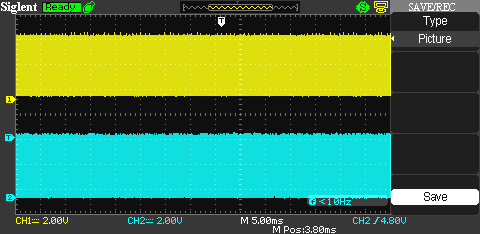 Siglent Ready SAVE/REC
T
Type
Picture
1
T
2
f <10Hz
Save
CH1 2.00V CH2 2.00V M 5.00ms CH2 / 4.80V
M Pos:3.80ms